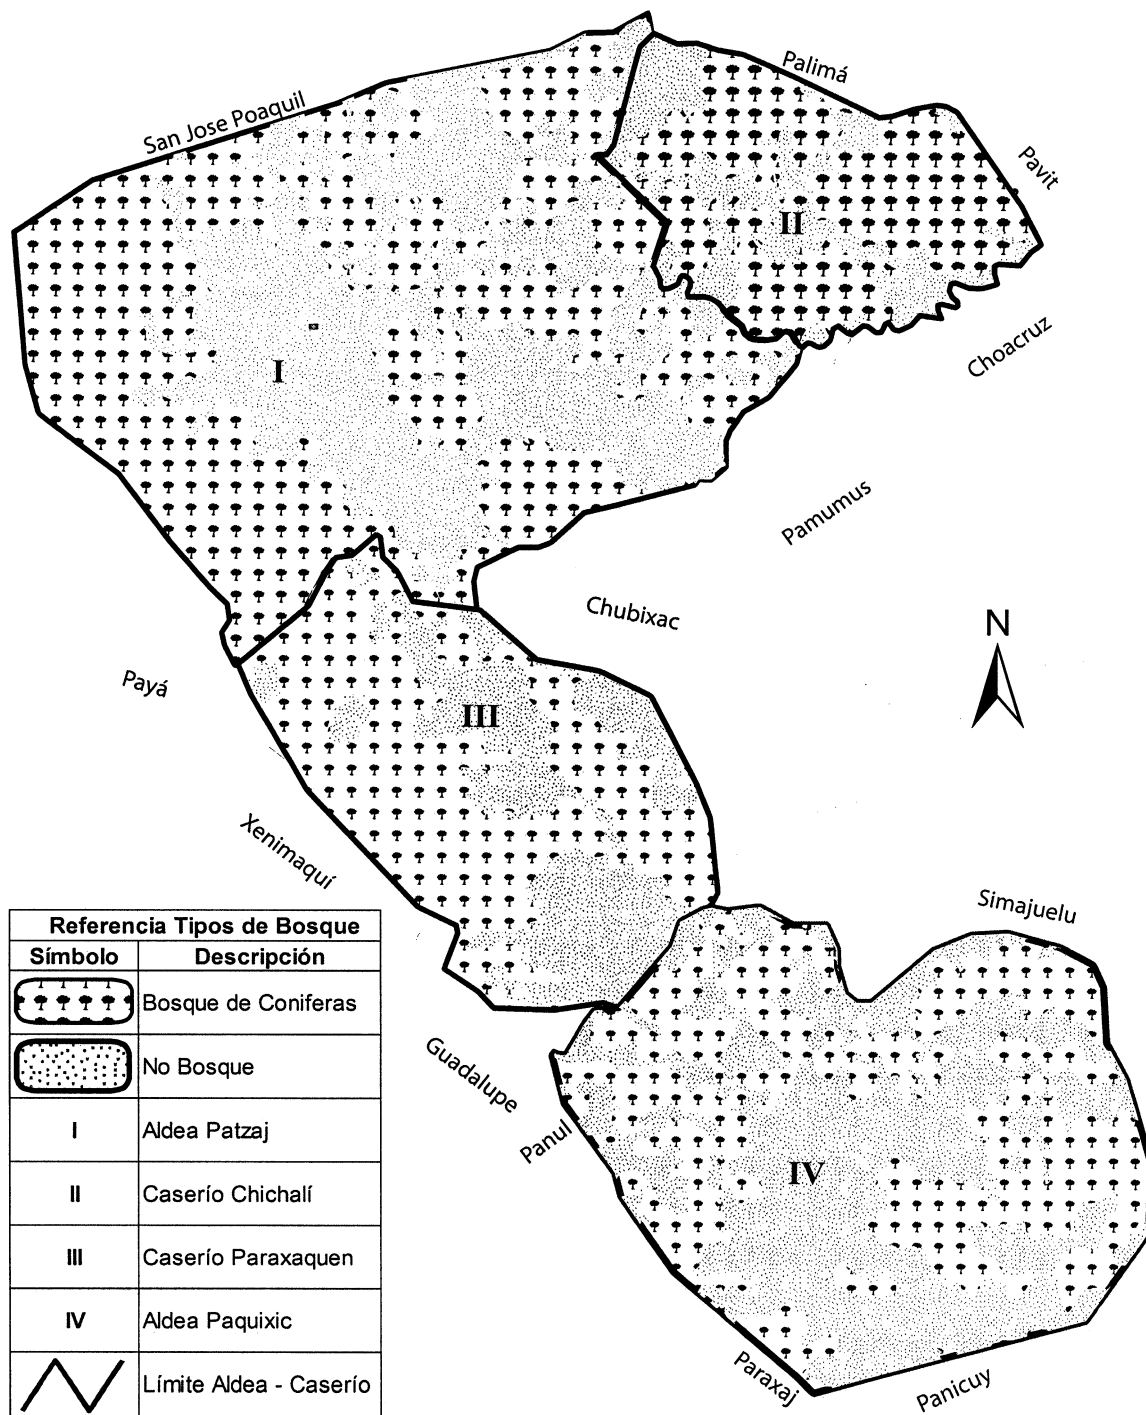 San Jose Poaquil
Palimá
Pavit
II
Choacruz
I
Pamumus
Chubixac
N
Payá
III
Xenimaquí
Simajuelu
Guadalupe
Panul
IV
Paraxaj
Panicuy
Referencia Tipos de Bosque
Símbolo Descripción
Bosque de Coniferas
No Bosque
I Aldea Patzaj
II Caserío Chichalí
III Caserío Paraxaquen
IV Aldea Paquixic
Límite Aldea - Caserío